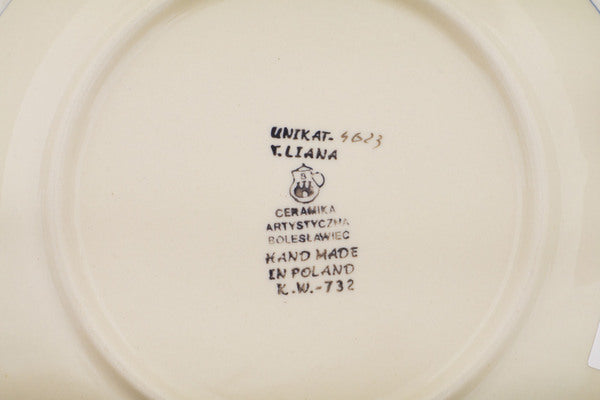 UNIKAT-4623
T.LIANA
B
CERAMIKA
ARTYSTYCZNA
BOLESŁAWIEC
HAND MADE
IN POLAND
K.W.-732